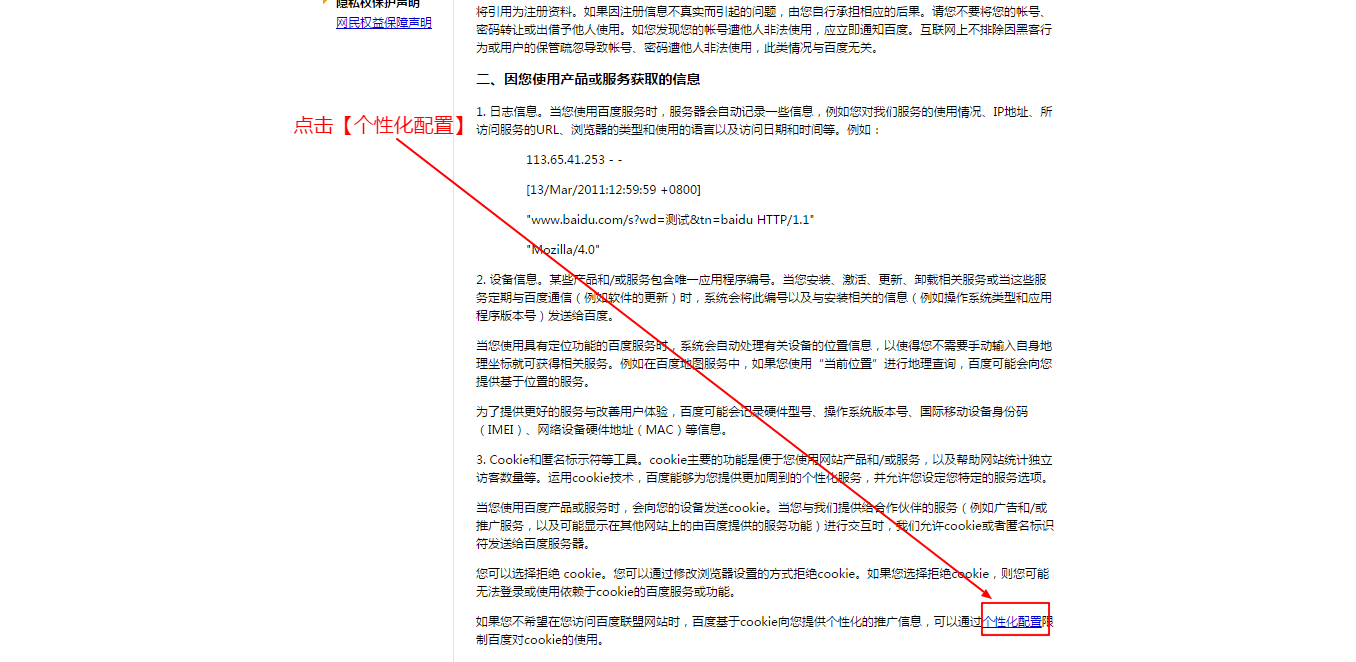 隐私权保护声明
网民权益保障声明
点击【个性化配置】
将引用为注册资料。如果因注册信息不真实而引起的问题，由您自行承担相应的后果。请您不要将您的帐号、
密码转让或出借予他人使用。如您发现您的帐号遭他人非法使用，应立即通知百度。互联网上不排除因黑客行
为或用户的保管疏忽导致帐号、密码遭他人非法使用，此类情况与百度无关。
二、因您使用产品或服务获取的信息
1. 日志信息。当您使用百度服务时，服务器会自动记录一些信息，例如您对我们服务的使用情况、IP地址、所
访问服务的URL、浏览器的类型和使用的语言以及访问日期和时间等。例如：
113.65.41.253 - -
[13/Mar/2011:12:59:59 +0800]
"www.baidu.com/s?wd=测试&tn=baidu HTTP/1.1"
"Mozilla/4.0"
2. 设备信息。某些产品和/或服务包含唯一应用程序编号。当您安装、激活、更新、卸载相关服务或当这些服
务定期与百度通信（例如软件的更新）时，系统会将此编号以及与安装相关的信息（例如操作系统类型和应用
程序版本号）发送给百度。
当您使用具有定位功能的百度服务时，系统会自动处理有关设备的位置信息，以使得您不需要手动输入自身地
理坐标就可获得相关服务。例如在百度地图服务中，如果您使用“当前位置”进行地理查询，百度可能会向您
提供基于位置的服务。
为了提供更好的服务与改善用户体验，百度可能会记录硬件型号、操作系统版本号、国际移动设备身份码
（IMEI）、网络设备硬件地址（MAC）等信息。
3. Cookie和匿名标示符等工具。cookie主要的功能是便于您使用网站产品和/或服务，以及帮助网站统计独立
访客数量等。运用cookie技术，百度能够为您提供更加周到的个性化服务，并允许您设定您特定的服务选项。
当您使用百度产品或服务时，会向您的设备发送cookie。当您与我们提供给合作伙伴的服务（例如广告和/或
推广服务，以及可能显示在其他网站上的由百度提供的服务功能）进行交互时，我们允许cookie或者匿名标识
符发送给百度服务器。
您可以选择拒绝 cookie。您可以通过修改浏览器设置的方式拒绝cookie。如果您选择拒绝cookie，则您可能
无法登录或使用依赖于cookie的百度服务或功能。
如果您不希望在您访问百度联盟网站时，百度基于cookie向您提供个性化的推广信息，可以通过个性化配置限
制百度对cookie的使用。